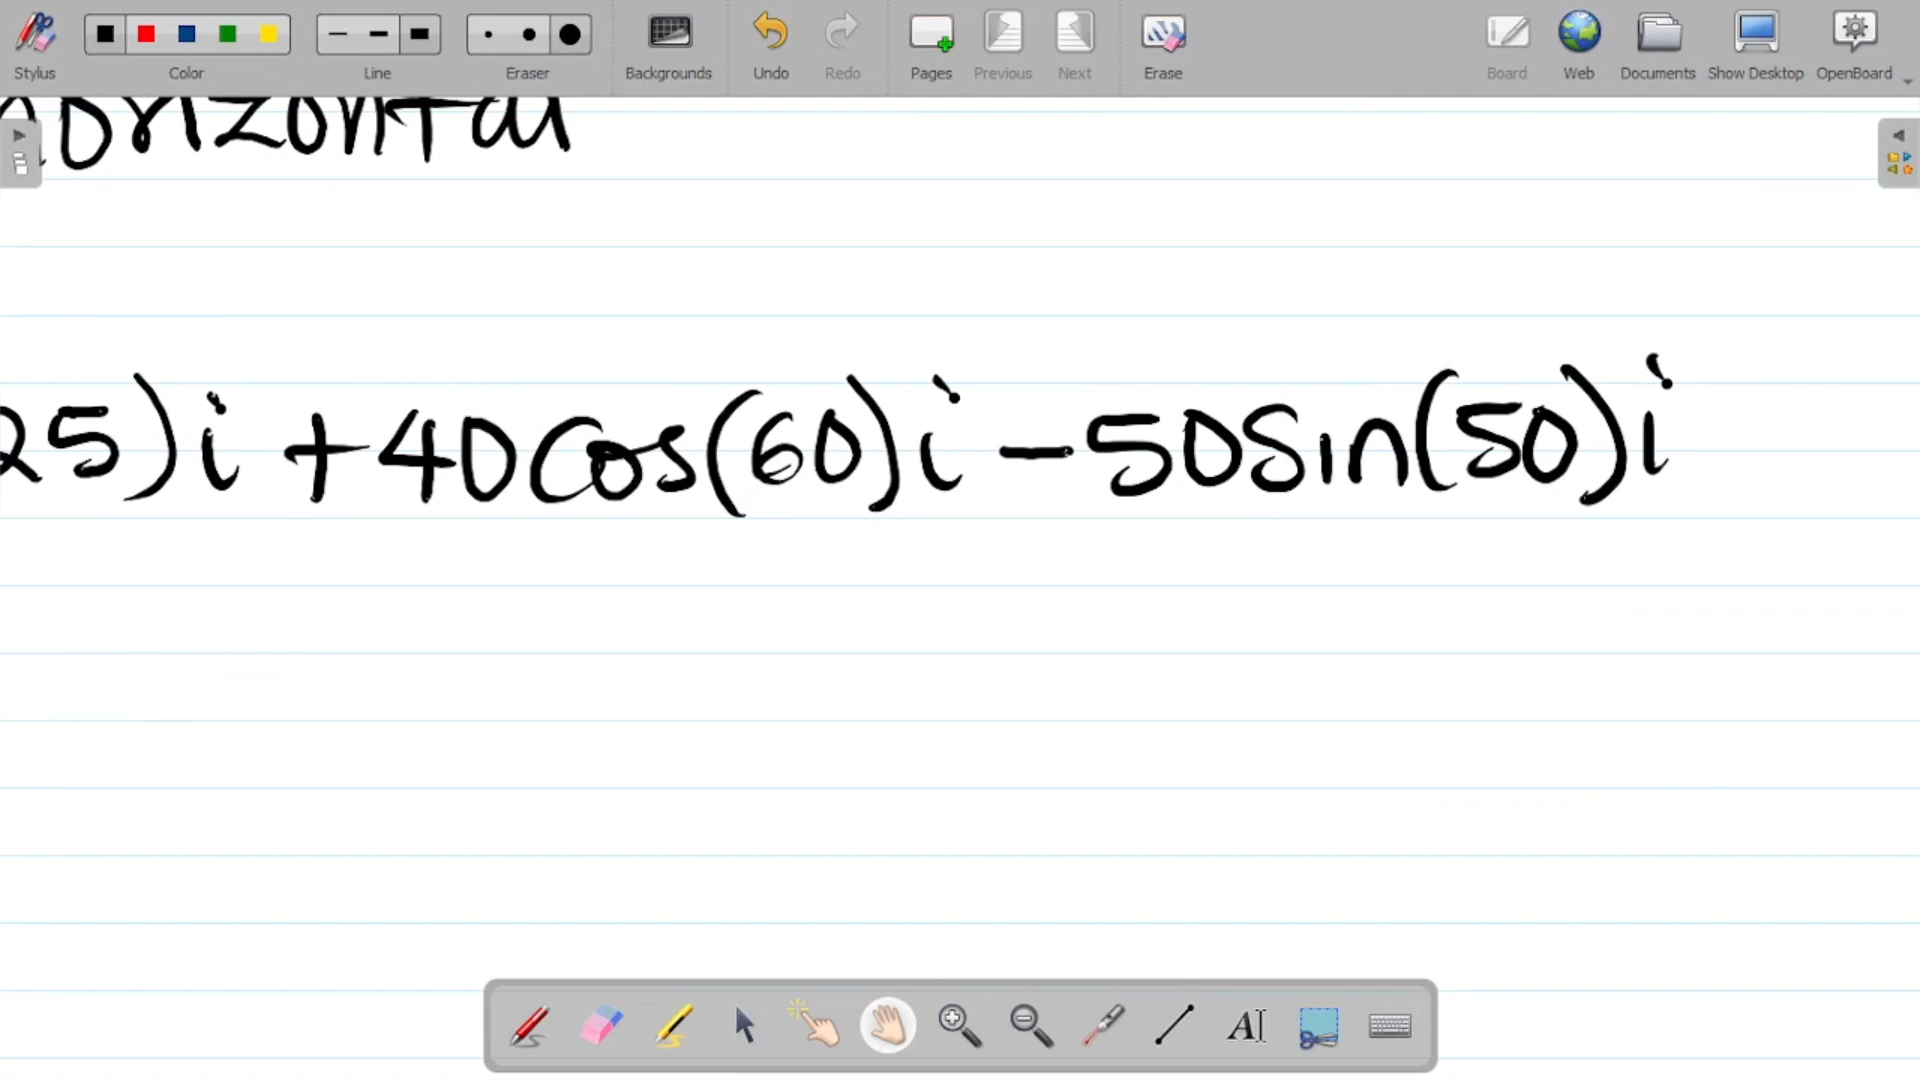 Stylus Color Line Eraser Backgrounds Undo Redo Pages Previous Next Erase Board Web Documents Show Desktop OpenBoard
horizontal
25)i +40Cos(60)i -50Sin(50)i